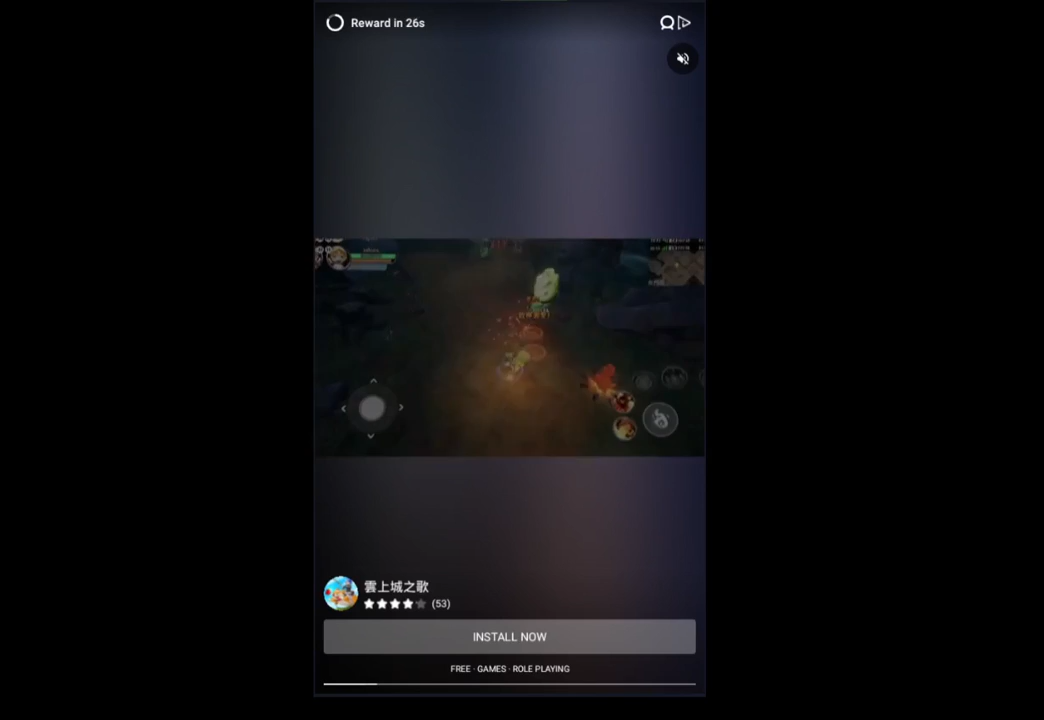 Reward in 26s
雲上城之歌
(53)
INSTALL NOW
FREE · GAMES · ROLE PLAYING